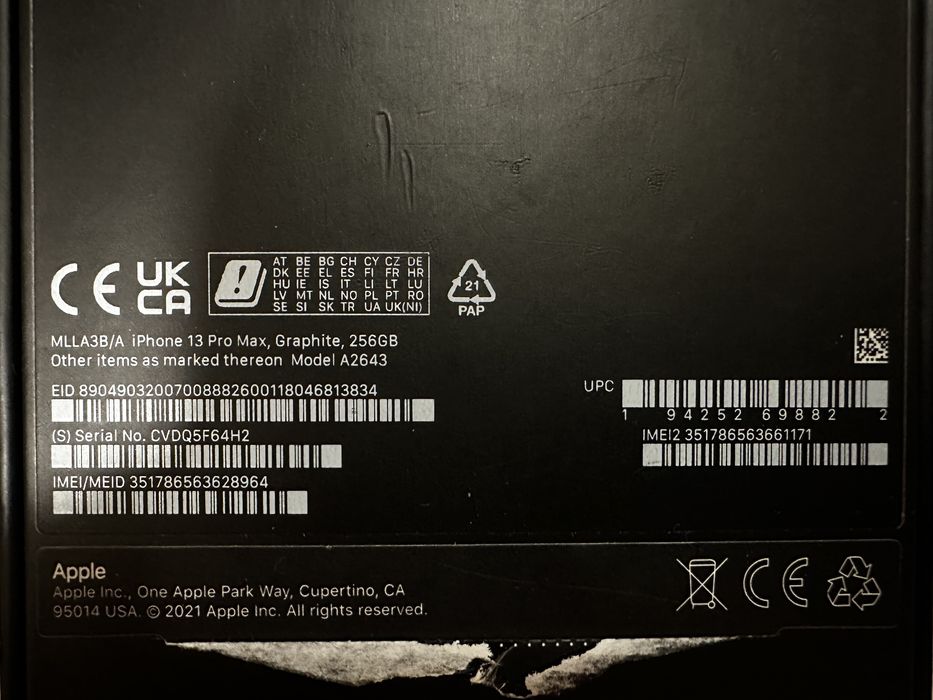 CE UK CA
AT BE BG CH CY CZ DE
DK EE EL ES FI FR HR
HU IE IS IT LI LT LU
LV MT NL NO PL PT RO
SE SI SK TR UA UK(NI)
21
PAP
MLLA3B/A iPhone 13 Pro Max, Graphite, 256GB
Other items as marked thereon Model A2643
EID 89049032007008882600118046813834
(S) Serial No. CVDQ5F64H2
IMEI/MEID 351786563628964
UPC
1 94252 69882 2
IMEI2 351786563661171
Apple
Apple Inc., One Apple Park Way, Cupertino, CA
95014 USA. © 2021 Apple Inc. All rights reserved.
CE